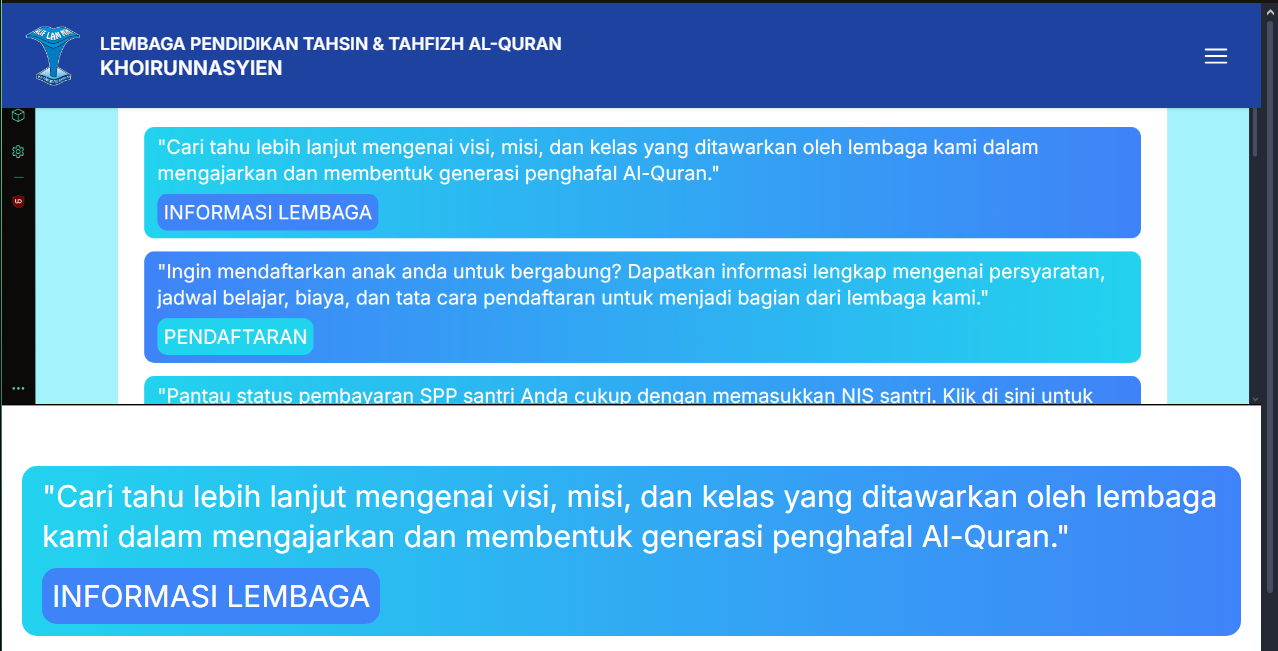 LEMBAGA PENDIDIKAN TAHSIN & TAHFIZH AL-QURAN
KHOIRUNNASYIEN
"Cari tahu lebih lanjut mengenai visi, misi, dan kelas yang ditawarkan oleh lembaga kami dalam
mengajarkan dan membentuk generasi penghafal Al-Quran."
INFORMASI LEMBAGA
"Ingin mendaftarkan anak anda untuk bergabung? Dapatkan informasi lengkap mengenai persyaratan,
jadwal belajar, biaya, dan tata cara pendaftaran untuk menjadi bagian dari lembaga kami."
PENDAFTARAN
"Pantau status pembayaran SPP santri Anda cukup dengan memasukkan NIS santri. Klik di sini untuk
"Cari tahu lebih lanjut mengenai visi, misi, dan kelas yang ditawarkan oleh lembaga
kami dalam mengajarkan dan membentuk generasi penghafal Al-Quran."
INFORMASI LEMBAGA